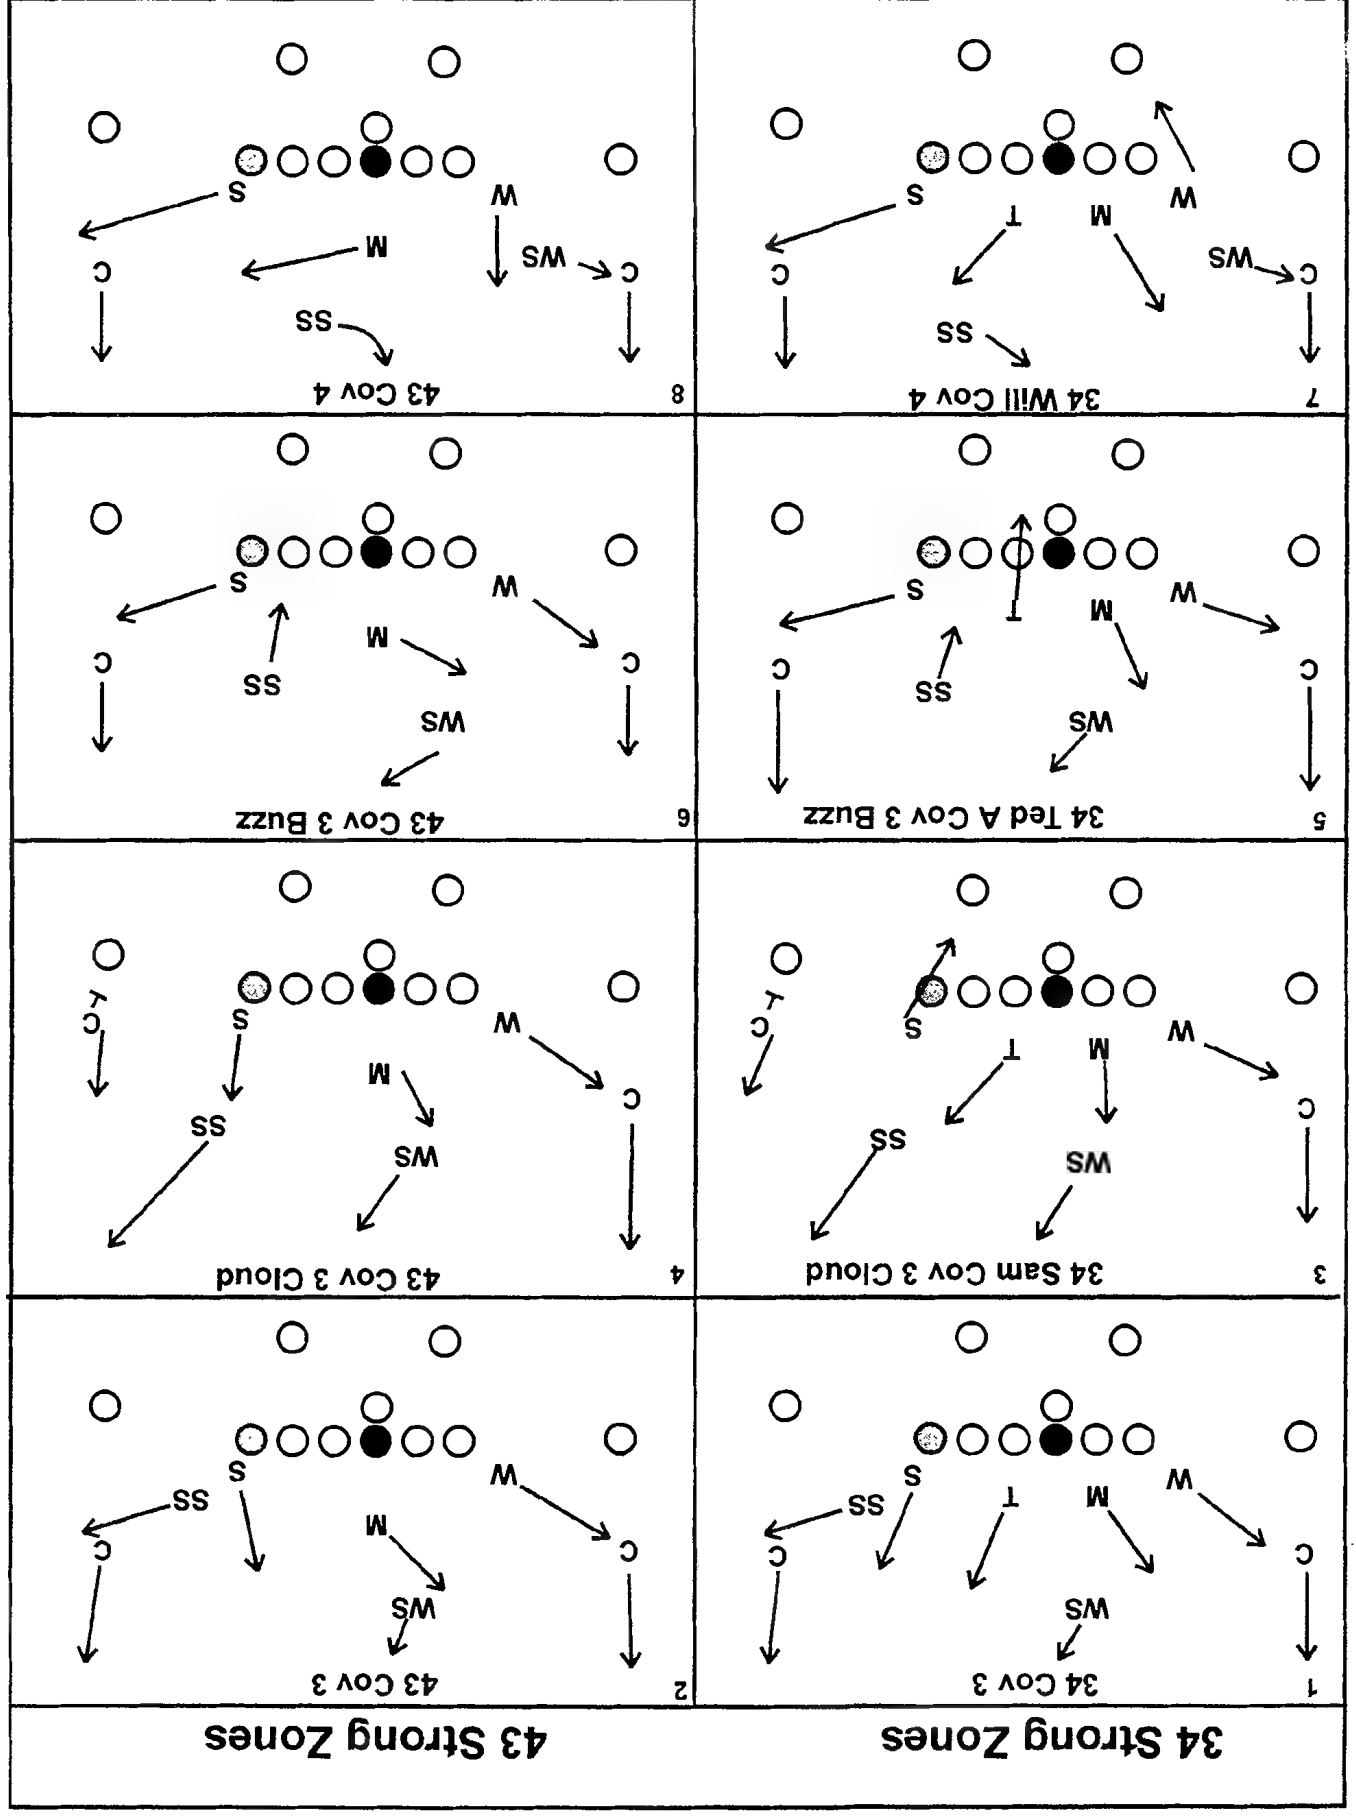 34 Strong Zones
43 Strong Zones
1
34 Cov 3
WS
C C
M T SS
W S
2
43 Cov 3
WS
C C
M SS
W S
3
34 Sam Cov 3 Cloud
WS SS
C
M T
W S C
4
43 Cov 3 Cloud
WS SS
C
M
W S C
5
34 Ted A Cov 3 Buzz
WS SS
C C
M T
W S
6
43 Cov 3 Buzz
WS SS
C C
M
W S
7
34 Will Cov 4
SS
C WS C
M T
W S
8
43 Cov 4
SS
C WS C
M
W S